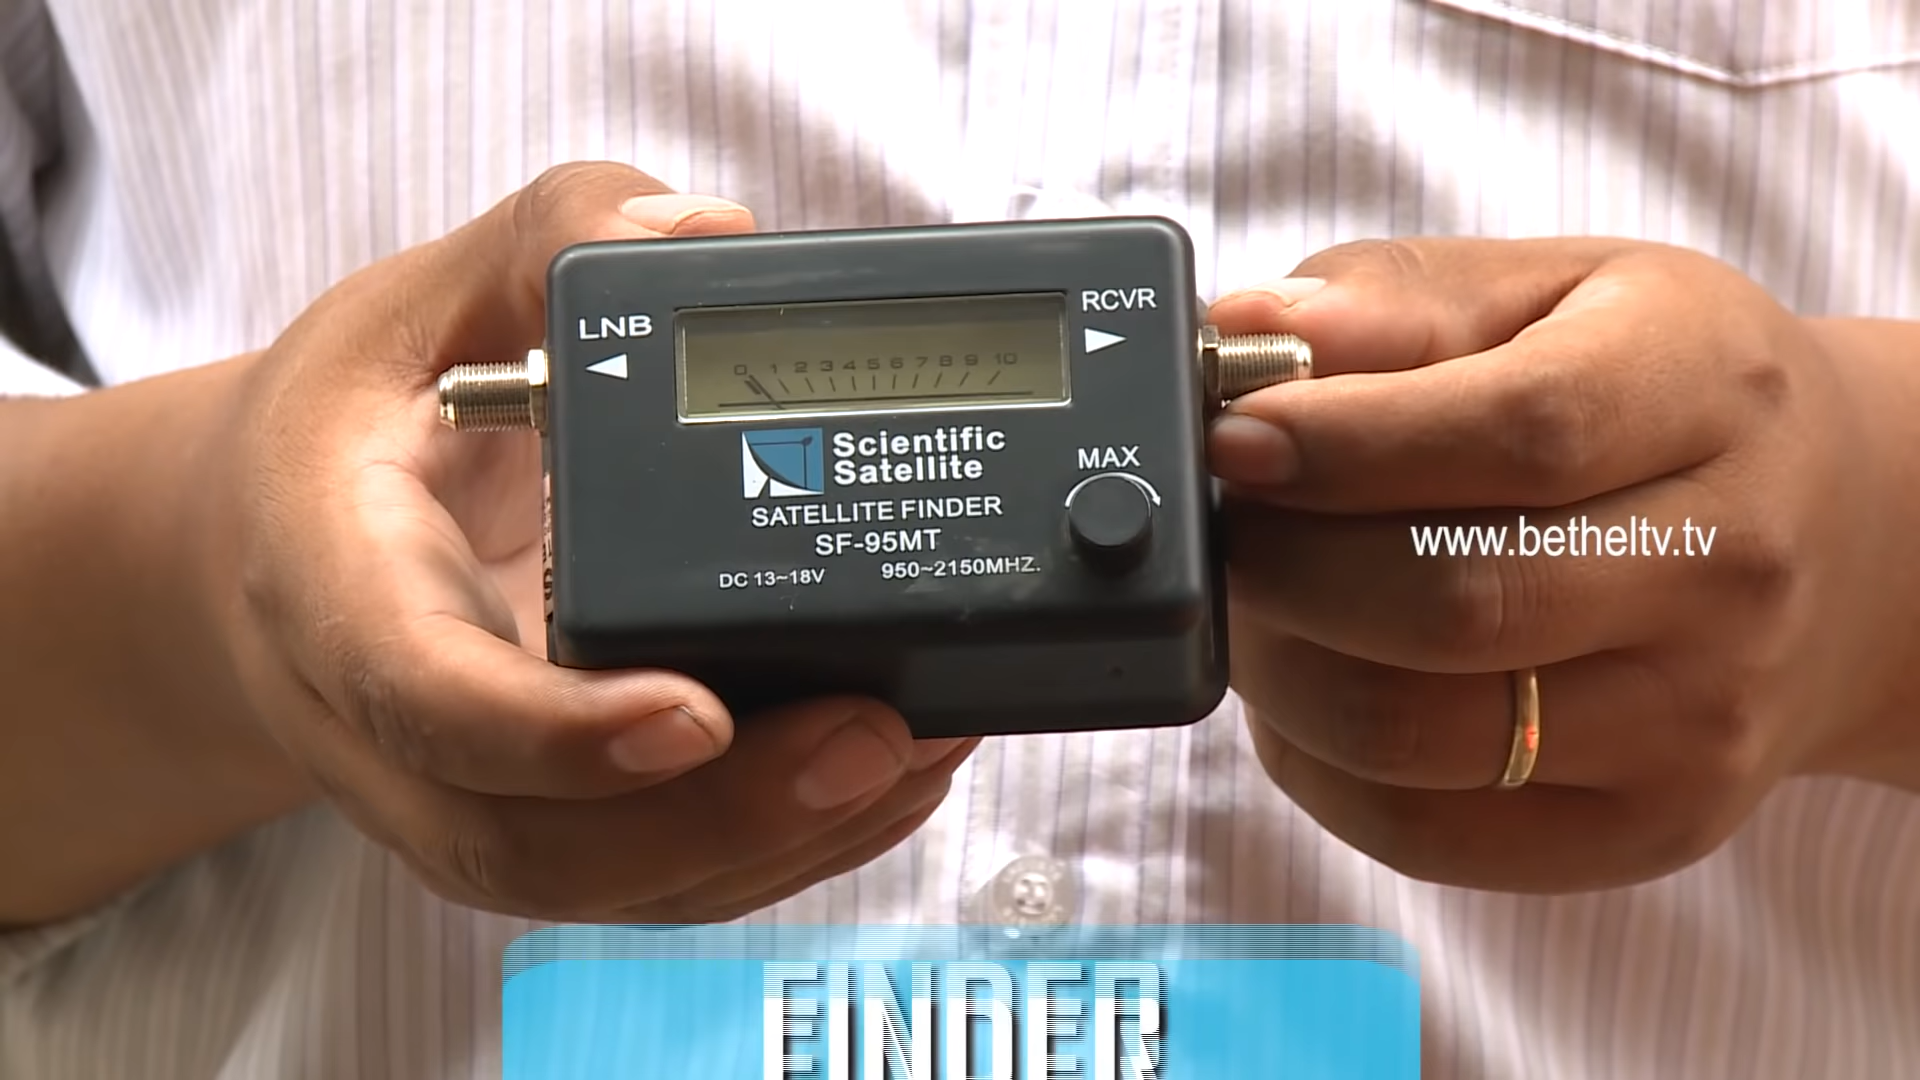 LNB
RCVR
0 1 2 3 4 5 6 7 8 9 10
Scientific
Satellite
MAX
SATELLITE FINDER
SF-95MT
DC 13~18V 950~2150MHZ.
www.betheltv.tv
FINDER